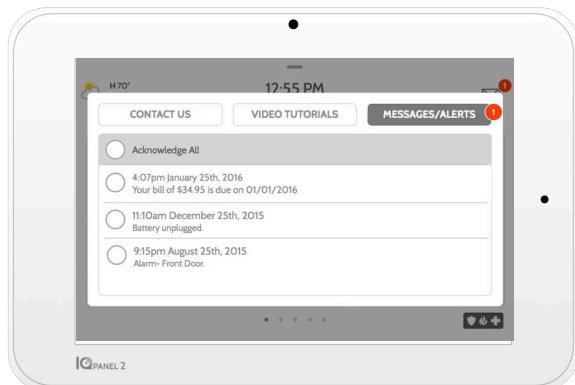 H 70°
12:55 PM
1
CONTACT US
VIDEO TUTORIALS
MESSAGES/ALERTS
1
Acknowledge All
4:07pm January 25th, 2016
Your bill of $34.95 is due on 01/01/2016
11:10am December 25th, 2015
Battery unplugged.
9:15pm August 25th, 2015
Alarm- Front Door.
IQ PANEL 2